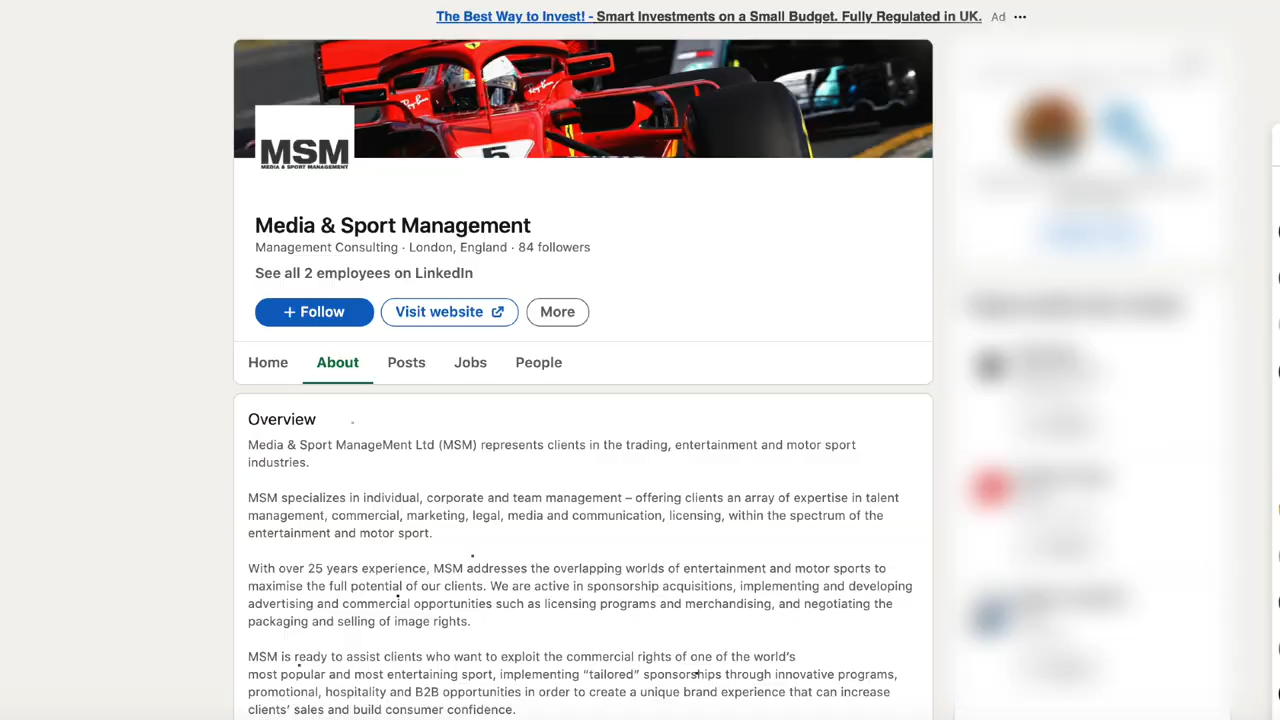 The Best Way to Invest! - Smart Investments on a Small Budget. Fully Regulated in UK. Ad
Ray-Ban
Ray-Ban
5
MSM
MEDIA & SPORT MANAGEMENT
Media & Sport Management
Management Consulting · London, England · 84 followers
See all 2 employees on LinkedIn
+ Follow
Visit website
More
Home
About
Posts
Jobs
People
Overview
Media & Sport ManageMent Ltd (MSM) represents clients in the trading, entertainment and motor sport
industries.
MSM specializes in individual, corporate and team management – offering clients an array of expertise in talent
management, commercial, marketing, legal, media and communication, licensing, within the spectrum of the
entertainment and motor sport.
With over 25 years experience, MSM addresses the overlapping worlds of entertainment and motor sports to
maximise the full potential of our clients. We are active in sponsorship acquisitions, implementing and developing
advertising and commercial opportunities such as licensing programs and merchandising, and negotiating the
packaging and selling of image rights.
MSM is ready to assist clients who want to exploit the commercial rights of one of the world's
most popular and most entertaining sport, implementing "tailored" sponsorships through innovative programs,
promotional, hospitality and B2B opportunities in order to create a unique brand experience that can increase
clients' sales and build consumer confidence.